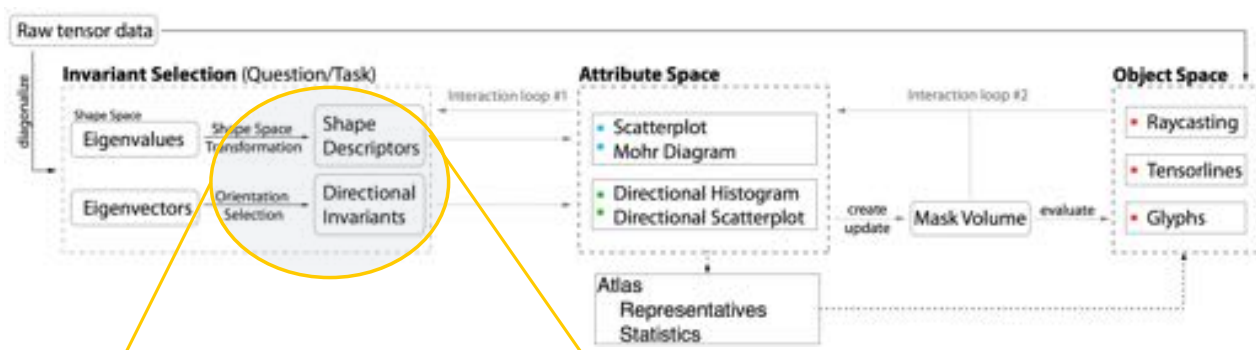 Raw tensor data
diagonalize
Invariant Selection (Question/Task)
Shape Space
Eigenvalues
Shape Space
Transformation
Shape
Descriptors
Eigenvectors
Orientation
Selection
Directional
Invariants
Interaction loop #1
Attribute Space
Scatterplot
Mohr Diagram
Directional Histogram
Directional Scatterplot
Atlas
Representatives
Statistics
Interaction loop #2
create
update
Mask Volume
evaluate
Object Space
Raycasting
Tensorlines
Glyphs